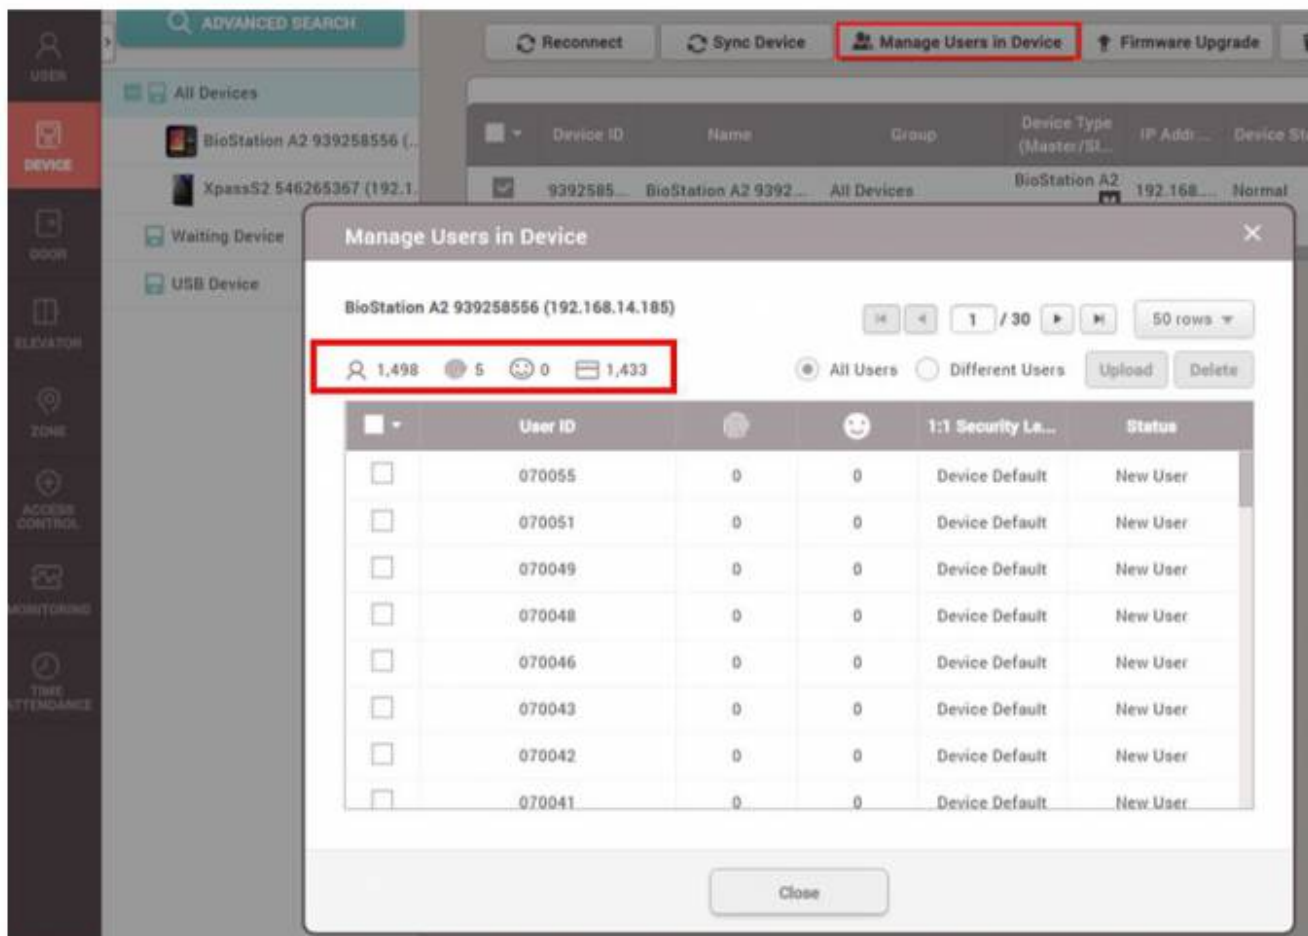 ADVANCED SEARCH
Reconnect
Sync Device
Manage Users in Device
Firmware Upgrade
USER
All Devices
Device ID
Name
Group
Device Type
(Master/Sl...
IP Addr...
Device St
BioStation A2 939258556 (...
DEVICE
XpassS2 546265367 (192.1.
9392585...
BioStation A2 9392...
All Devices
BioStation A2
192.168....
Normal
Waiting Device
DOOR
USB Device
ELEVATOR
ZONE
ACCESS
CONTROL
MONITORING
TIME
ATTENDANCE
Manage Users in Device
BioStation A2 939258556 (192.168.14.185)
1 / 30
50 rows
1,498 5 0 1,433
All Users
Different Users
Upload
Delete
User ID
1:1 Security Le...
Status
070055 0 0 Device Default New User
070051 0 0 Device Default New User
070049 0 0 Device Default New User
070048 0 0 Device Default New User
070046 0 0 Device Default New User
070043 0 0 Device Default New User
070042 0 0 Device Default New User
070041 0 0 Device Default New User
Close